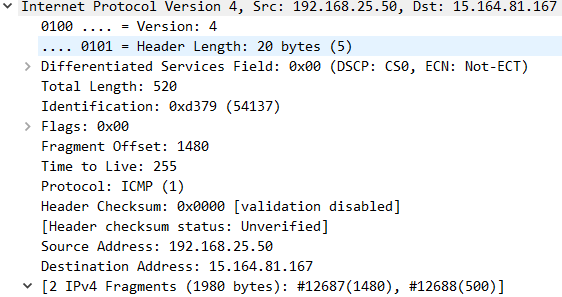 Internet Protocol Version 4, Src: 192.168.25.50, Dst: 15.164.81.167
0100 .... = Version: 4
.... 0101 = Header Length: 20 bytes (5)
Differentiated Services Field: 0x00 (DSCP: CS0, ECN: Not-ECT)
Total Length: 520
Identification: 0xd379 (54137)
Flags: 0x00
Fragment Offset: 1480
Time to Live: 255
Protocol: ICMP (1)
Header Checksum: 0x0000 [validation disabled]
[Header checksum status: Unverified]
Source Address: 192.168.25.50
Destination Address: 15.164.81.167
[2 IPv4 Fragments (1980 bytes): #12687(1480), #12688(500)]